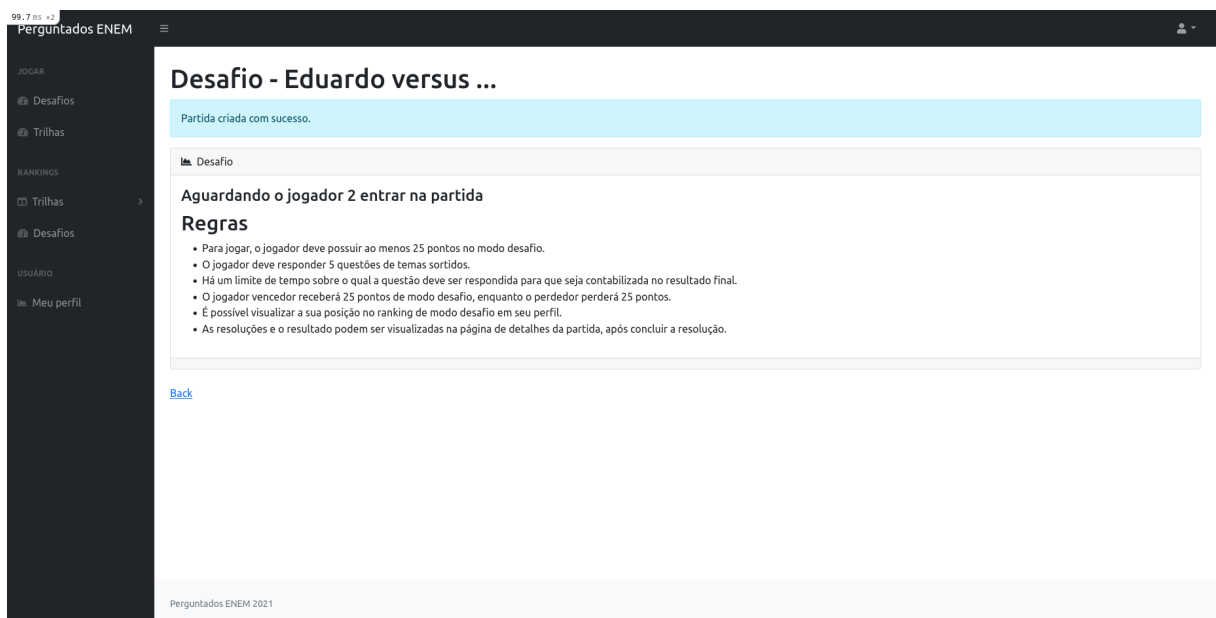 99.7 ms ×2
Perguntados ENEM
JOGAR
Desafios
Trilhas
RANKINGS
Trilhas
Desafios
USUÁRIO
Meu perfil
Desafio - Eduardo versus ...
Partida criada com sucesso.
Desafio
Aguardando o jogador 2 entrar na partida
Regras
• Para jogar, o jogador deve possuir ao menos 25 pontos no modo desafio.
• O jogador deve responder 5 questões de temas sortidos.
• Há um limite de tempo sobre o qual a questão deve ser respondida para que seja contabilizada no resultado final.
• O jogador vencedor receberá 25 pontos de modo desafio, enquanto o perdedor perderá 25 pontos.
• É possível visualizar a sua posição no ranking de modo desafio em seu perfil.
• As resoluções e o resultado podem ser visualizadas na página de detalhes da partida, após concluir a resolução.
Back
Perguntados ENEM 2021